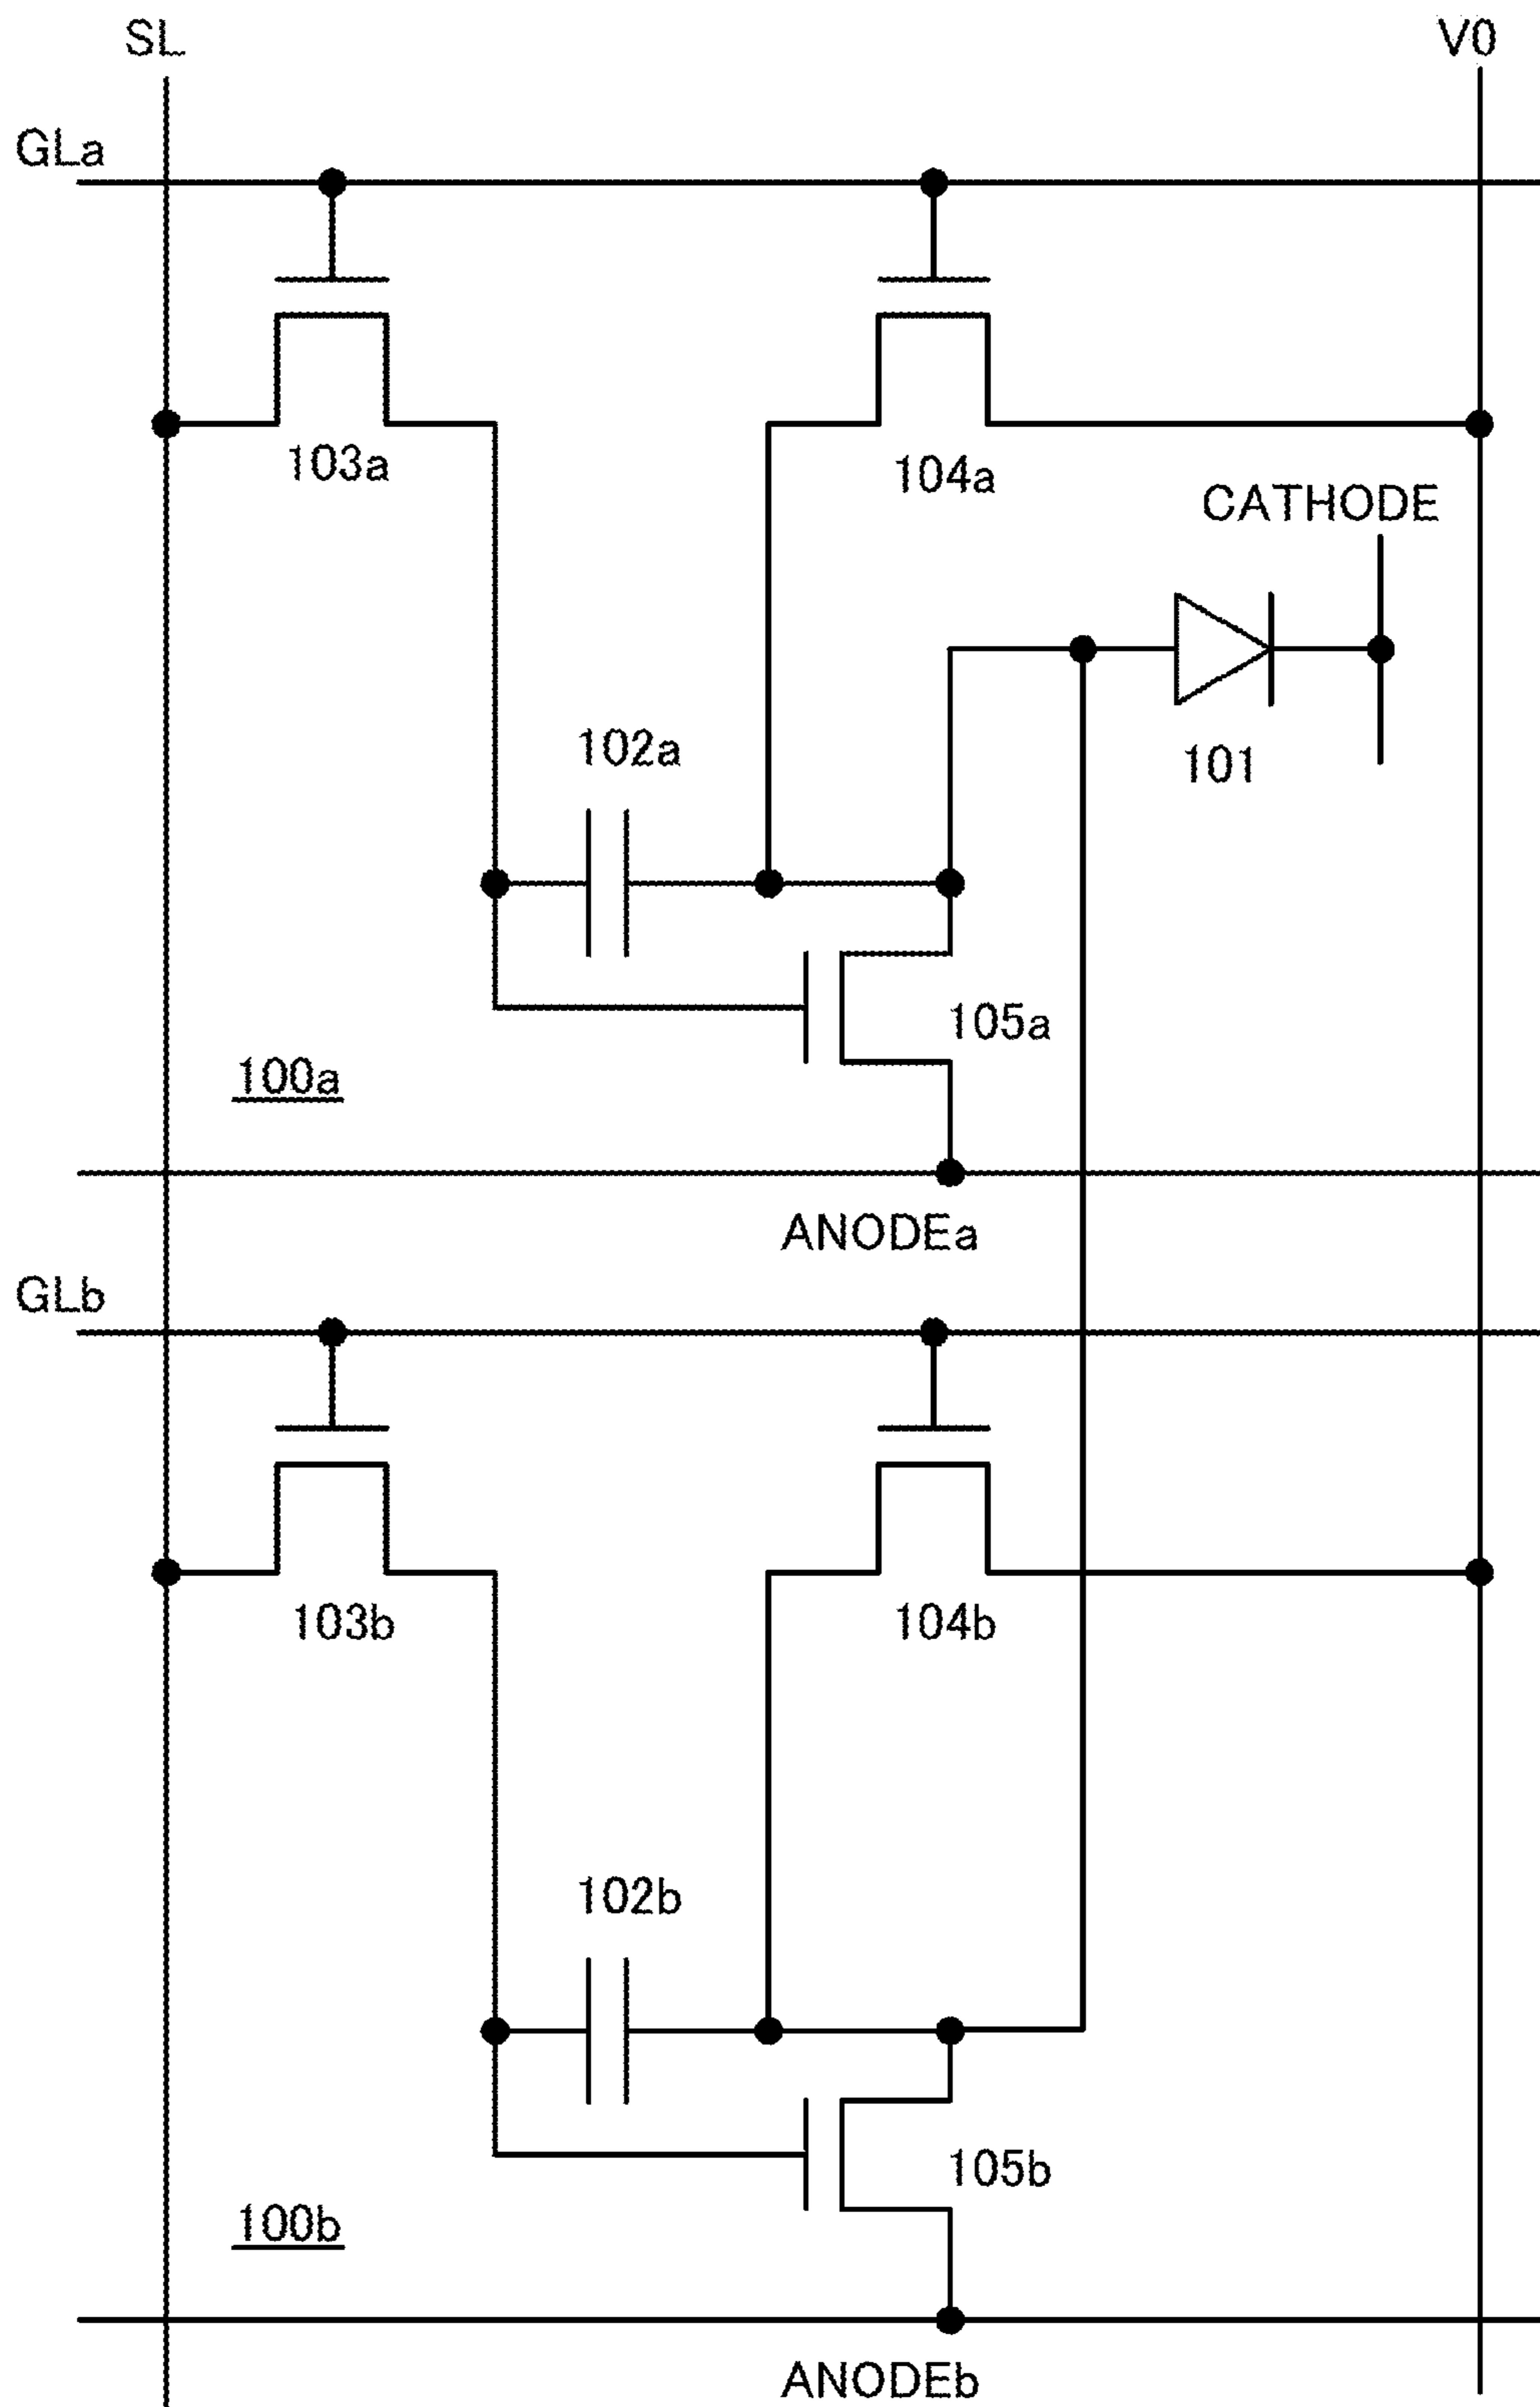 SL
V0
GLa
103a
104a
CATHODE
102a
101
105a
100a
ANODEa
GLb
103b
104b
102b
105b
100b
ANODEb